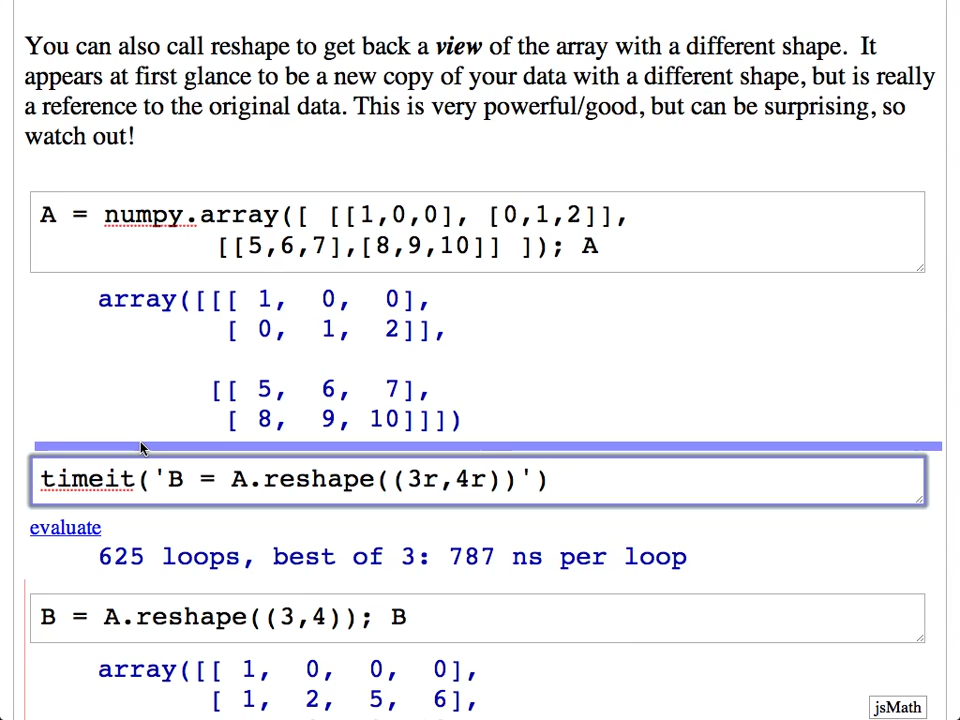 You can also call reshape to get back a view of the array with a different shape. It
appears at first glance to be a new copy of your data with a different shape, but is really
a reference to the original data. This is very powerful/good, but can be surprising, so
watch out!
A = numpy.array([ [[1,0,0], [0,1,2]],
[[5,6,7],[8,9,10]] ]); A
array([[[ 1, 0, 0],
[ 0, 1, 2]],
[[ 5, 6, 7],
[ 8, 9, 10]]])
timeit('B = A.reshape((3r,4r))')
evaluate
625 loops, best of 3: 787 ns per loop
B = A.reshape((3,4)); B
array([[ 1, 0, 0, 0],
[ 1, 2, 5, 6],
jsMath